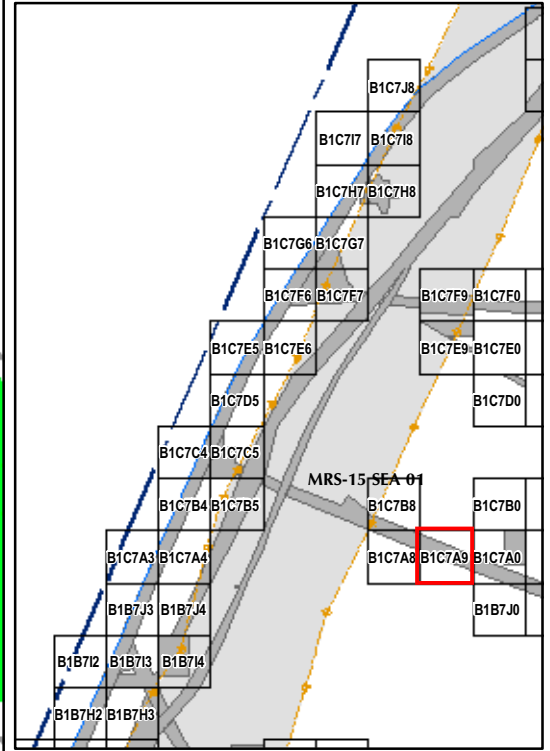 B1C7J8
B1C7I7 B1C7I8
B1C7H7 B1C7H8
B1C7G6 B1C7G7
B1C7F6 B1C7F7 B1C7F9 B1C7F0
B1C7E5 B1C7E6 B1C7E9 B1C7E0
B1C7D5 B1C7D0
B1C7C4 B1C7C5
MRS-15 SEA 01
B1C7B4 B1C7B5 B1C7B8 B1C7B0
B1C7A3 B1C7A4 B1C7A8 B1C7A9 B1C7A0
B1B7J3 B1B7J4 B1B7J0
B1B7I2 B1B7I3 B1B7I4
B1B7H2 B1B7H3